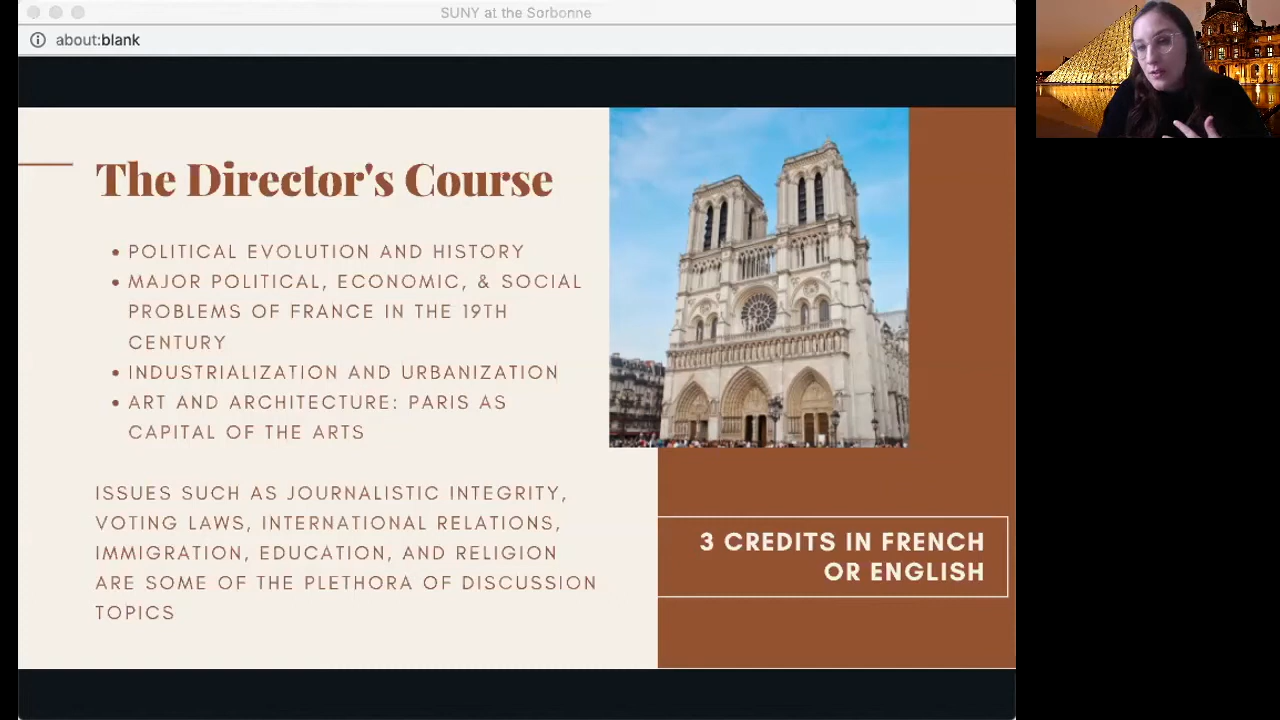 SUNY at the Sorbonne
about:blank
The Director's Course
• POLITICAL EVOLUTION AND HISTORY
• MAJOR POLITICAL, ECONOMIC, & SOCIAL
PROBLEMS OF FRANCE IN THE 19TH
CENTURY
• INDUSTRIALIZATION AND URBANIZATION
• ART AND ARCHITECTURE: PARIS AS
CAPITAL OF THE ARTS
ISSUES SUCH AS JOURNALISTIC INTEGRITY,
VOTING LAWS, INTERNATIONAL RELATIONS,
IMMIGRATION, EDUCATION, AND RELIGION
ARE SOME OF THE PLETHORA OF DISCUSSION
TOPICS
3 CREDITS IN FRENCH
OR ENGLISH